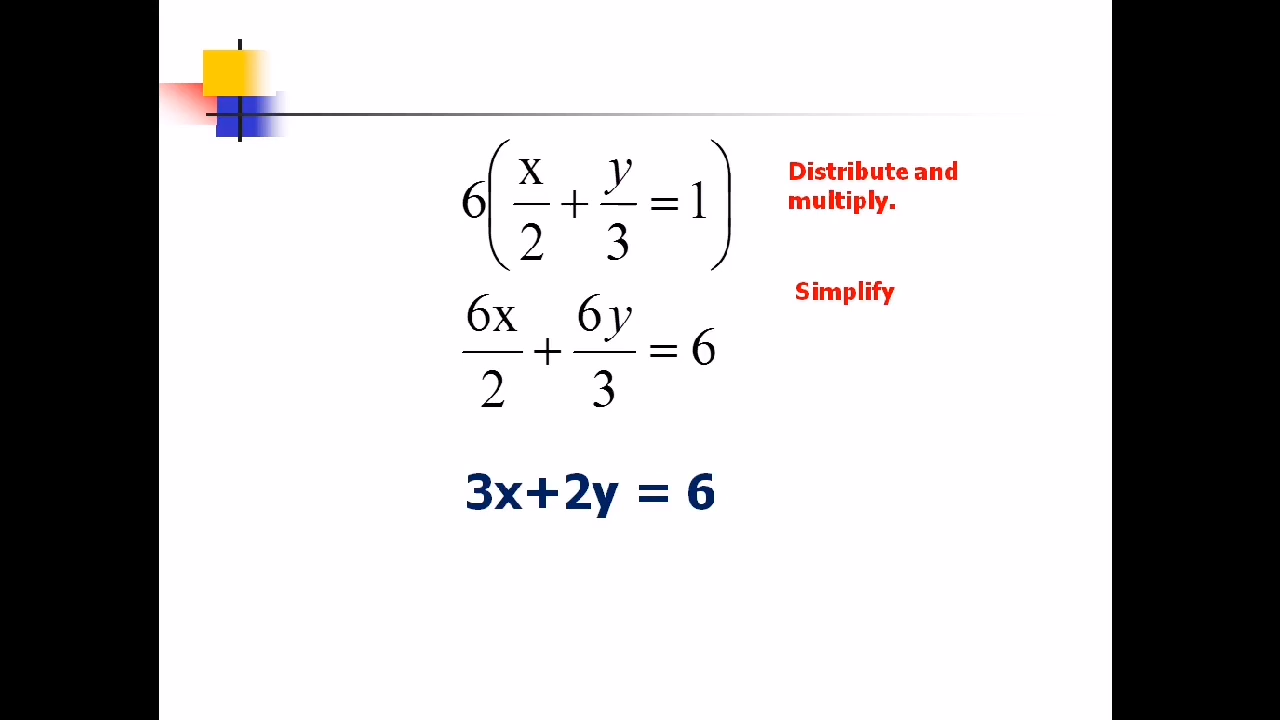 6(x/2 + y/3 = 1)
Distribute and
multiply.
Simplify
6x/2 + 6y/3 = 6
3x+2y = 6